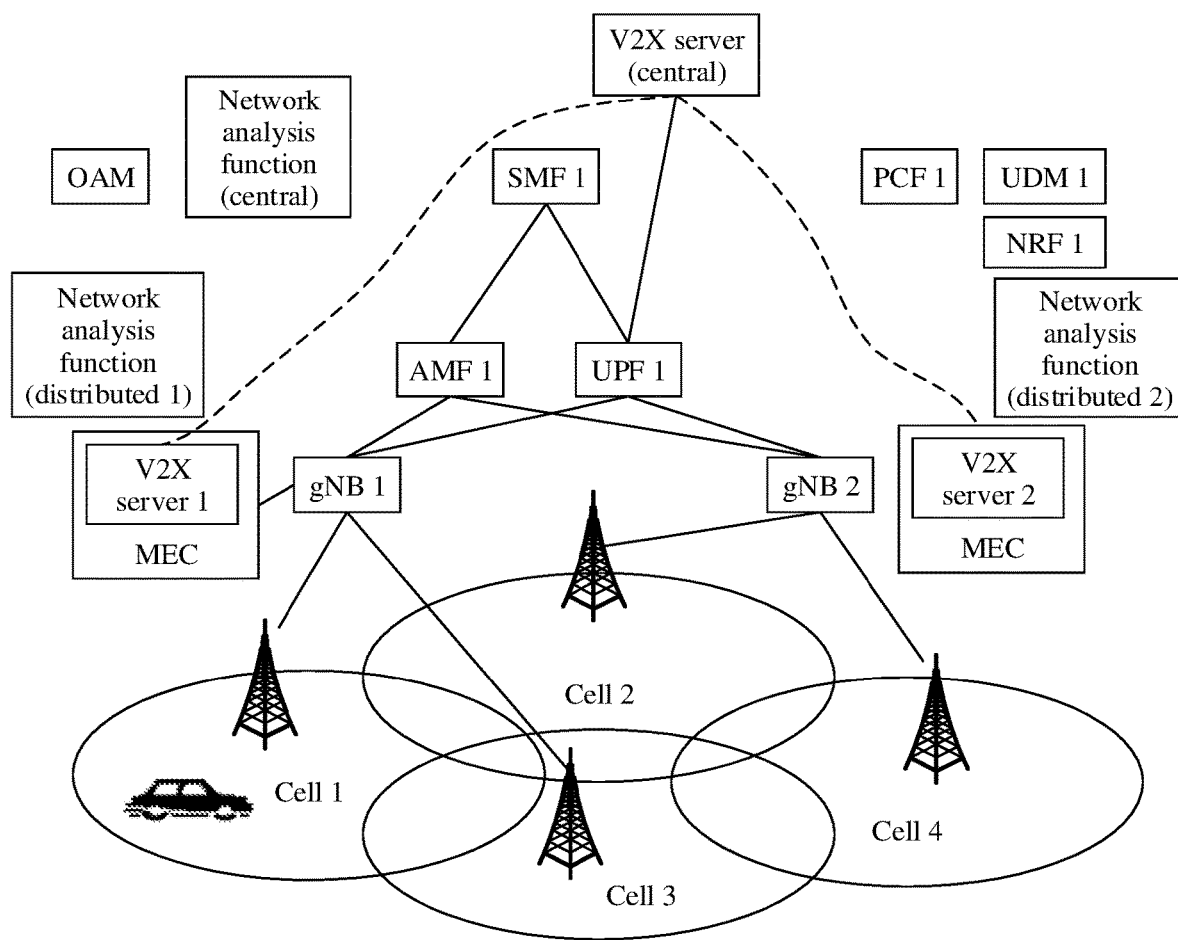 V2X server
(central)
Network
analysis
function
(central)
OAM
SMF 1
PCF 1
UDM 1
NRF 1
Network
analysis
function
(distributed 1)
AMF 1
UPF 1
Network
analysis
function
(distributed 2)
V2X
server 1
MEC
gNB 1
gNB 2
V2X
server 2
MEC
Cell 2
Cell 1
Cell 4
Cell 3